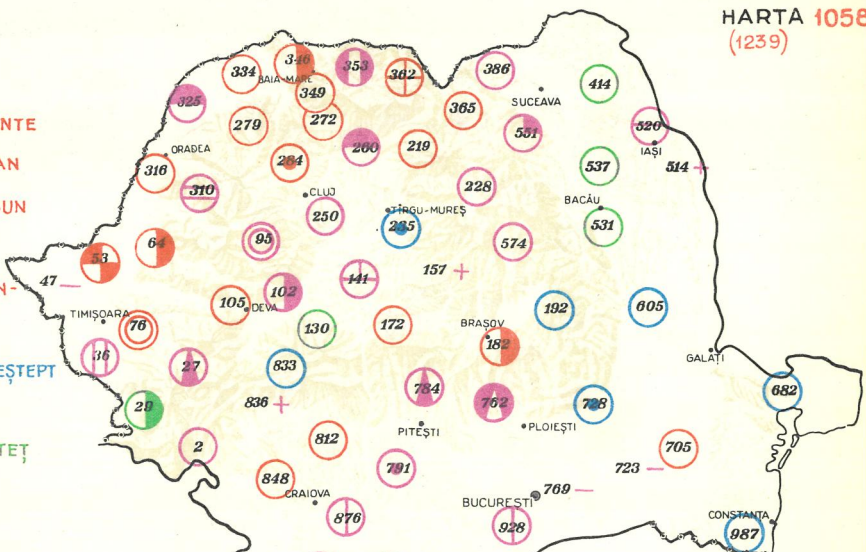 HARTA 1058
(1239)
334
346
353
362
386
BAIA-MARE
349
414
325
SUCEAVA
365
279
272
551
520
260
219
IAȘI
ORADEA
284
537
514
316
310
228
CLUJ
BACĂU
250
TÎRGU-MUREȘ
235
531
95
574
64
53
157
47
141
102
105
DEVA
192
605
TIMIȘOARA
76
130
172
BRAȘOV
182
36
27
833
GALAȚI
784
682
29
836
752
728
PITEȘTI
PLOIEȘTI
2
812
705
791
723
848
CRAIOVA
769
BUCUREȘTI
876
928
CONSTANȚA
987
NTE
AN
UN
N-
EȘTEPT
TEȚ